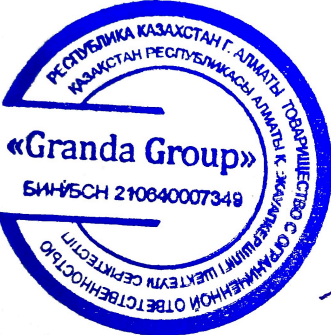 РЕСПУБЛИКА КАЗАХСТАН Г. АЛМАТЫ ТОВАРИЩЕСТВО С ОГРАНИЧЕННОЙ ОТВЕТСТВЕННОСТЬЮ
ҚАЗАҚСТАН РЕСПУБЛИКАСЫ АЛМАТЫ Қ. ЖАУАПКЕРШІЛІГІ ШЕКТЕУЛІ СЕРІКТЕСТІГІ
«Granda Group»
БИН/БСН 210640007349